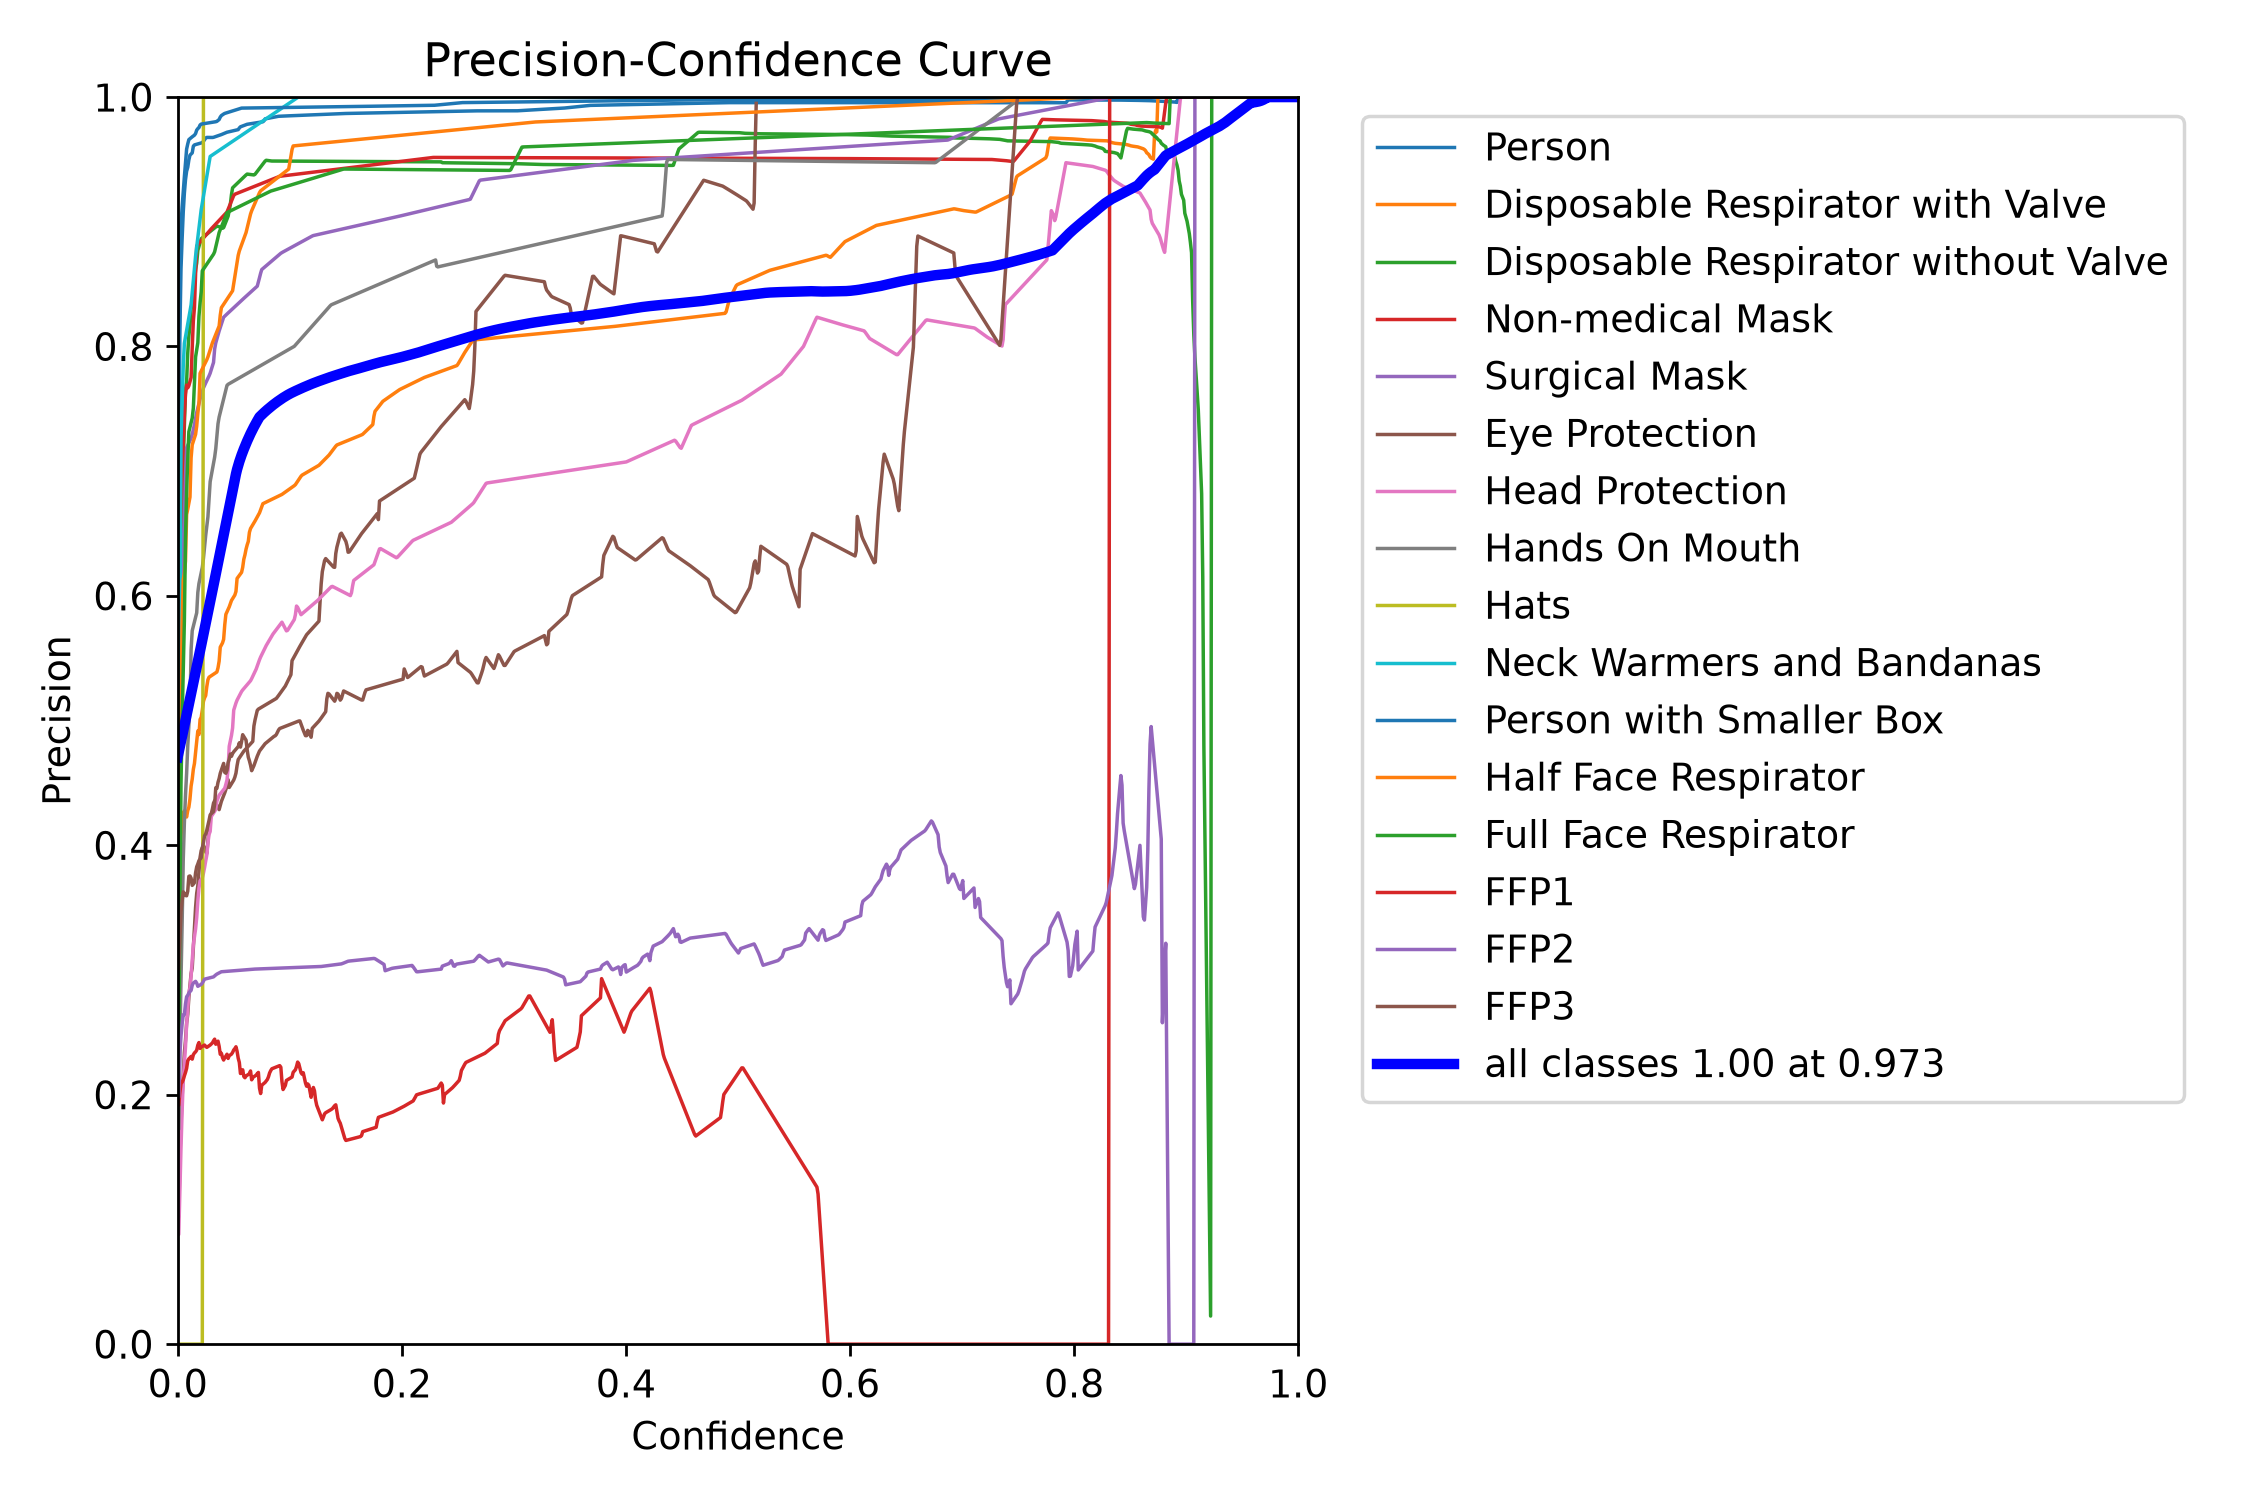 Precision-Confidence Curve
1.0
0.8
0.6
0.4
0.2
0.0
Precision
0.0 0.2 0.4 0.6 0.8 1.0
Confidence
Person
Disposable Respirator with Valve
Disposable Respirator without Valve
Non-medical Mask
Surgical Mask
Eye Protection
Head Protection
Hands On Mouth
Hats
Neck Warmers and Bandanas
Person with Smaller Box
Half Face Respirator
Full Face Respirator
FFP1
FFP2
FFP3
all classes 1.00 at 0.973